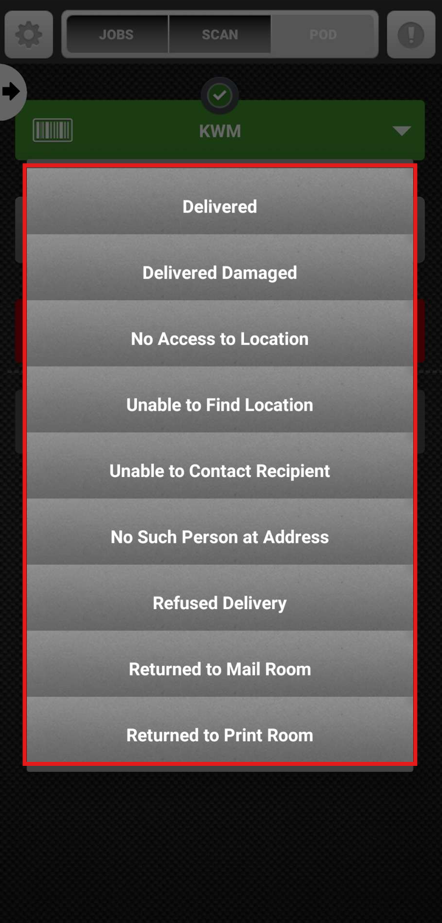 JOBS SCAN POD
KWM
Delivered
Delivered Damaged
No Access to Location
Unable to Find Location
Unable to Contact Recipient
No Such Person at Address
Refused Delivery
Returned to Mail Room
Returned to Print Room